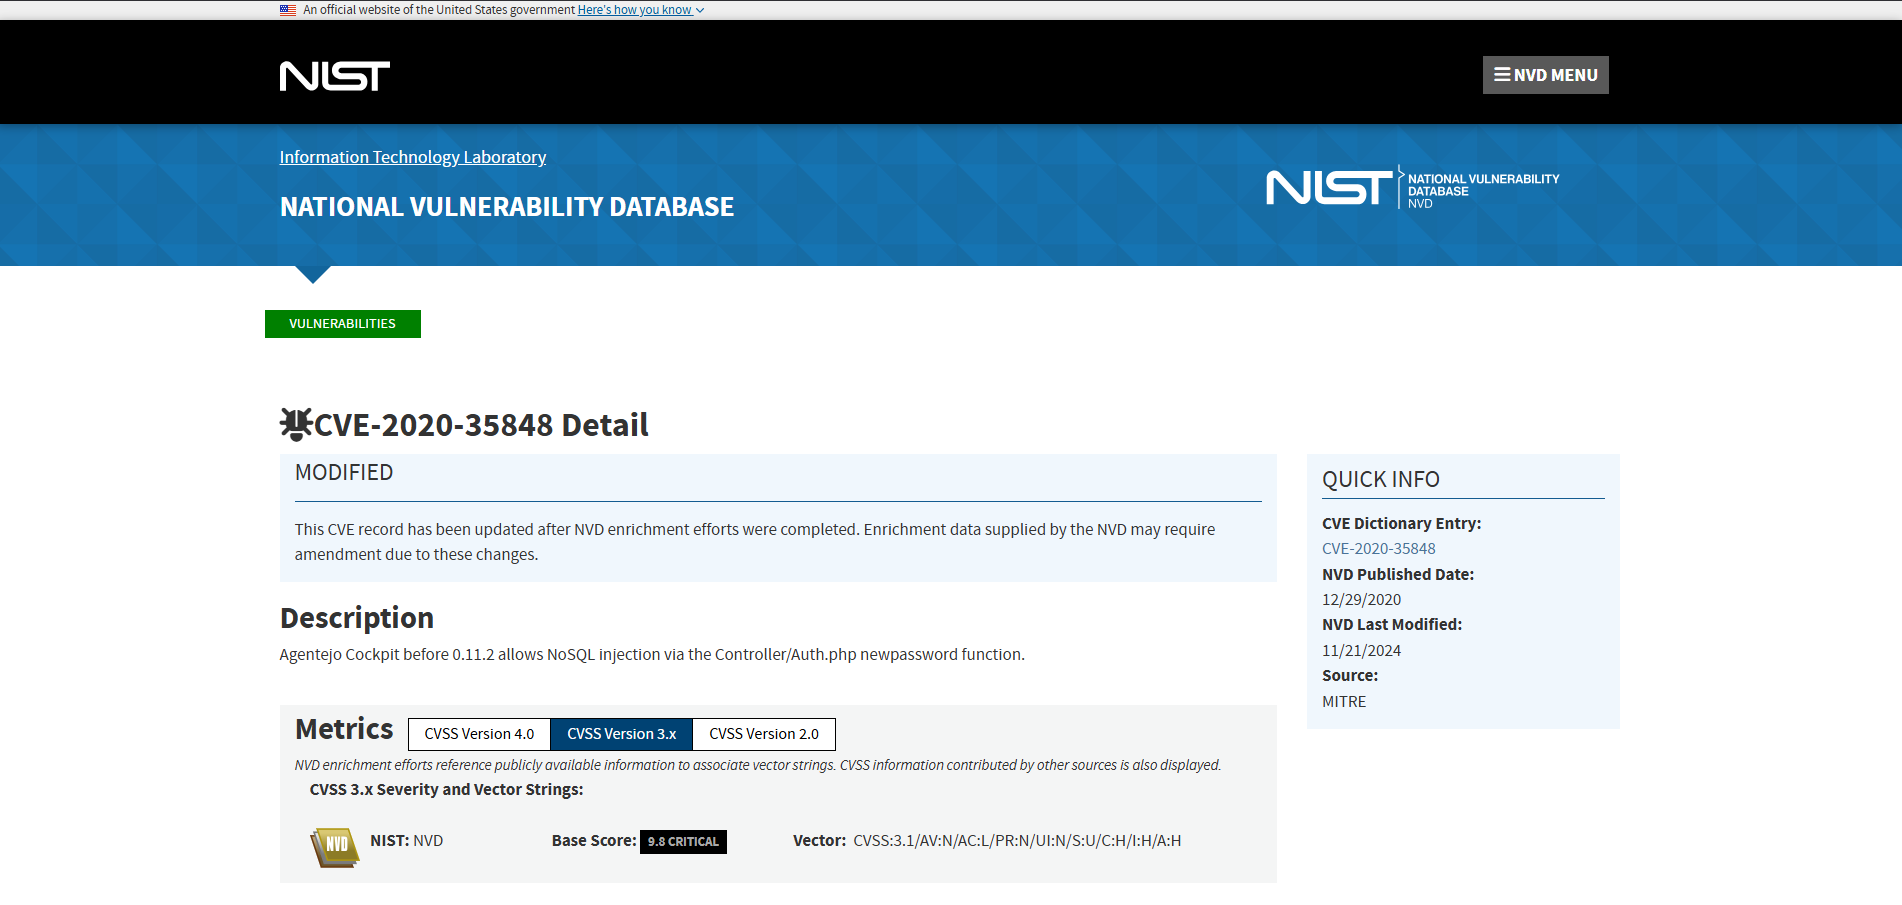 An official website of the United States government Here's how you know
NIST
NVD MENU
Information Technology Laboratory
NATIONAL VULNERABILITY DATABASE
NIST
NATIONAL VULNERABILITY
DATABASE
NVD
VULNERABILITIES
CVE-2020-35848 Detail
MODIFIED
This CVE record has been updated after NVD enrichment efforts were completed. Enrichment data supplied by the NVD may require
amendment due to these changes.
Description
Agentejo Cockpit before 0.11.2 allows NoSQL injection via the Controller/Auth.php newpassword function.
Metrics
CVSS Version 4.0
CVSS Version 3.x
CVSS Version 2.0
NVD enrichment efforts reference publicly available information to associate vector strings. CVSS information contributed by other sources is also displayed.
CVSS 3.x Severity and Vector Strings:
NVD
NIST: NVD
Base Score: 9.8 CRITICAL
Vector: CVSS:3.1/AV:N/AC:L/PR:N/UI:N/S:U/C:H/I:H/A:H
QUICK INFO
CVE Dictionary Entry:
CVE-2020-35848
NVD Published Date:
12/29/2020
NVD Last Modified:
11/21/2024
Source:
MITRE